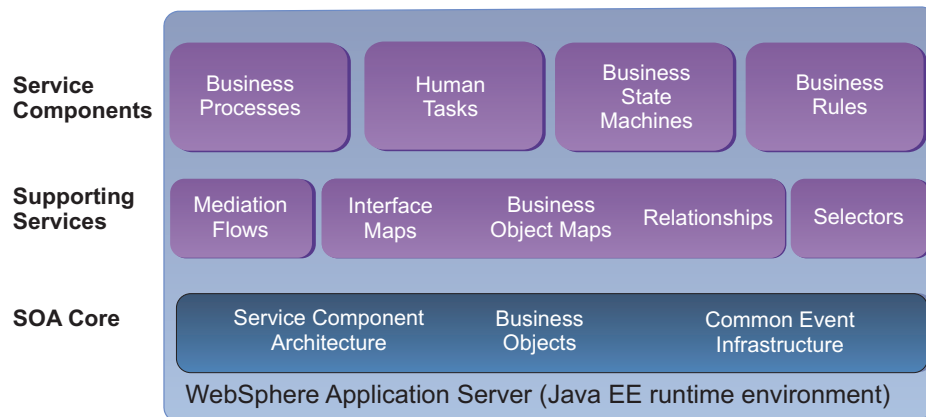 Service
Components
Business
Processes
Human
Tasks
Business
State
Machines
Business
Rules
Supporting
Services
Mediation
Flows
Interface
Maps
Business
Object Maps
Relationships
Selectors
SOA Core
Service Component
Architecture
Business
Objects
Common Event
Infrastructure
WebSphere Application Server (Java EE runtime environment)